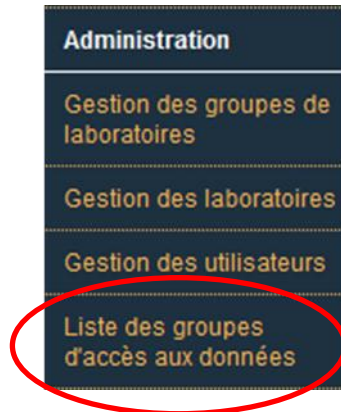 Administration
Gestion des groupes de
laboratoires
Gestion des laboratoires
Gestion des utilisateurs
Liste des groupes
d'accès aux données